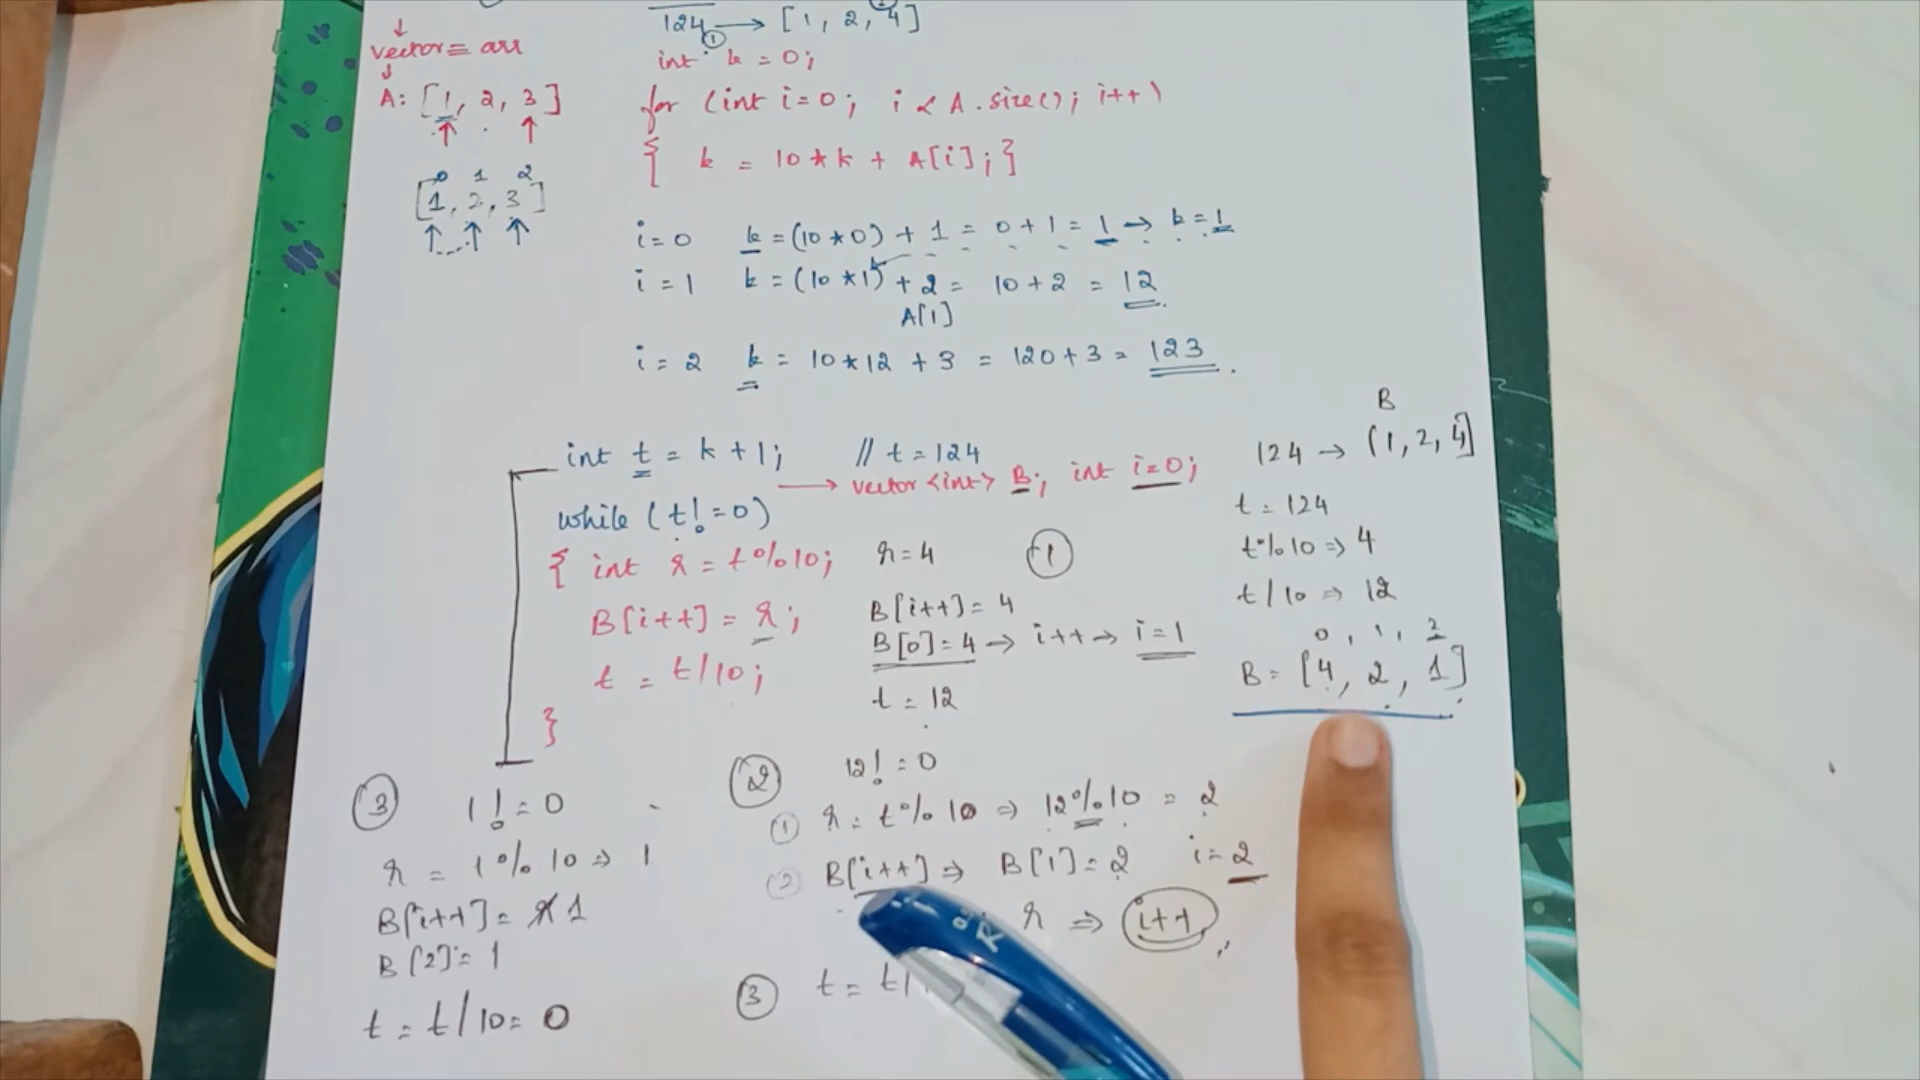 124 → [1, 2, 4]
①
↓
vector = arr
↓
A: [1, 2, 3]
0 1 2
[1, 2, 3]
int k = 0;
for (int i=0; i < A.size(); i++)
{ k = 10*k + A[i]; }
i=0 k = (10*0) + 1 = 0+1 = 1 → k=1
i=1 k = (10*1) + 2 = 10+2 = 12
A[1]
i=2 k = 10*12 + 3 = 120+3 = 123
int t = k+1; // t=124
→ vector<int> B; int i=0;
while (t!=0)
{ int r = t%10;
B[i++] = r;
t = t/10;
}
r=4 ①
B[i++]=4
B[0]=4 → i++ → i=1
t=12
B
124 → [1,2,4]
t=124
t%10 ⇒ 4
t/10 ⇒ 12
0, 1, 2
B=[4, 2, 1]
② 12!=0
① r=t%10 ⇒ 12%10 = 2
② B[i++] ⇒ B[1]=2 i=2
r ⇒ i++
③ t=t/
③ 1!=0
r = 1%10 ⇒ 1
B[i++]= 1
B[2]=1
t=t/10=0